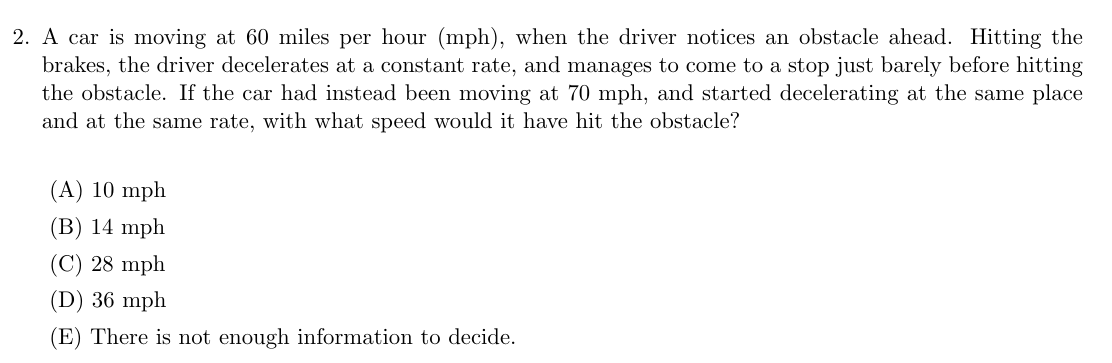 2. A car is moving at 60 miles per hour (mph), when the driver notices an obstacle ahead. Hitting the
brakes, the driver decelerates at a constant rate, and manages to come to a stop just barely before hitting
the obstacle. If the car had instead been moving at 70 mph, and started decelerating at the same place
and at the same rate, with what speed would it have hit the obstacle?
(A) 10 mph
(B) 14 mph
(C) 28 mph
(D) 36 mph
(E) There is not enough information to decide.